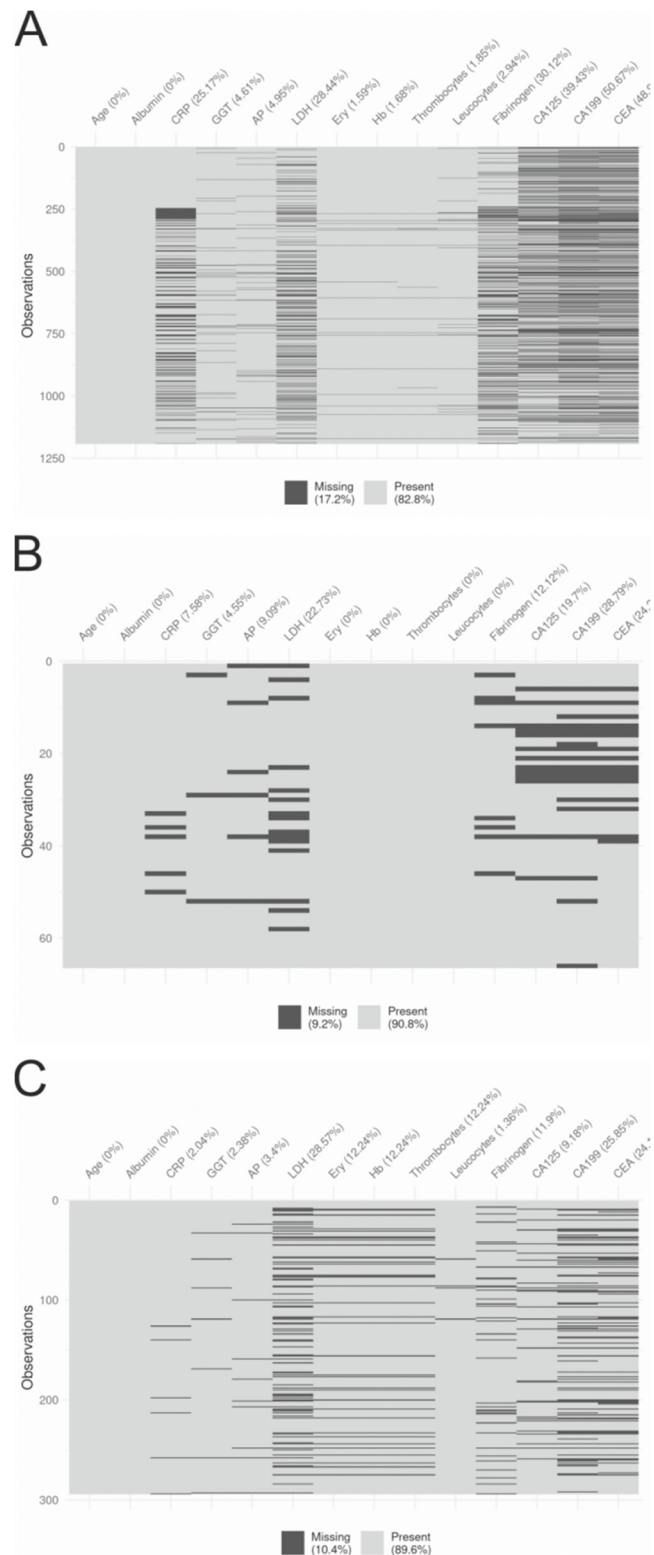 A
Age (0%)
Albumin (0%)
CRP (25.17%)
GGT (4.61%)
AP (4.95%)
LDH (28.44%)
Ery (1.59%)
Hb (1.68%)
Thrombocytes (1.85%)
Leucocytes (2.94%)
Fibrinogen (30.12%)
CA125 (39.43%)
CA199 (50.67%)
CEA (48.
0
250
500
750
1000
1250
Observations
Missing
(17.2%)
Present
(82.8%)
B
Age (0%)
Albumin (0%)
CRP (7.58%)
GGT (4.55%)
AP (9.09%)
LDH (22.73%)
Ery (0%)
Hb (0%)
Thrombocytes (0%)
Leucocytes (0%)
Fibrinogen (12.12%)
CA125 (19.7%)
CA199 (28.79%)
CEA (24.
0
20
40
60
Observations
Missing
(9.2%)
Present
(90.8%)
C
Age (0%)
Albumin (0%)
CRP (2.04%)
GGT (2.38%)
AP (3.4%)
LDH (28.57%)
Ery (12.24%)
Hb (12.24%)
Thrombocytes (12.24%)
Leucocytes (1.36%)
Fibrinogen (11.9%)
CA125 (9.18%)
CA199 (25.85%)
CEA (24.
0
100
200
300
Observations
Missing
(10.4%)
Present
(89.6%)